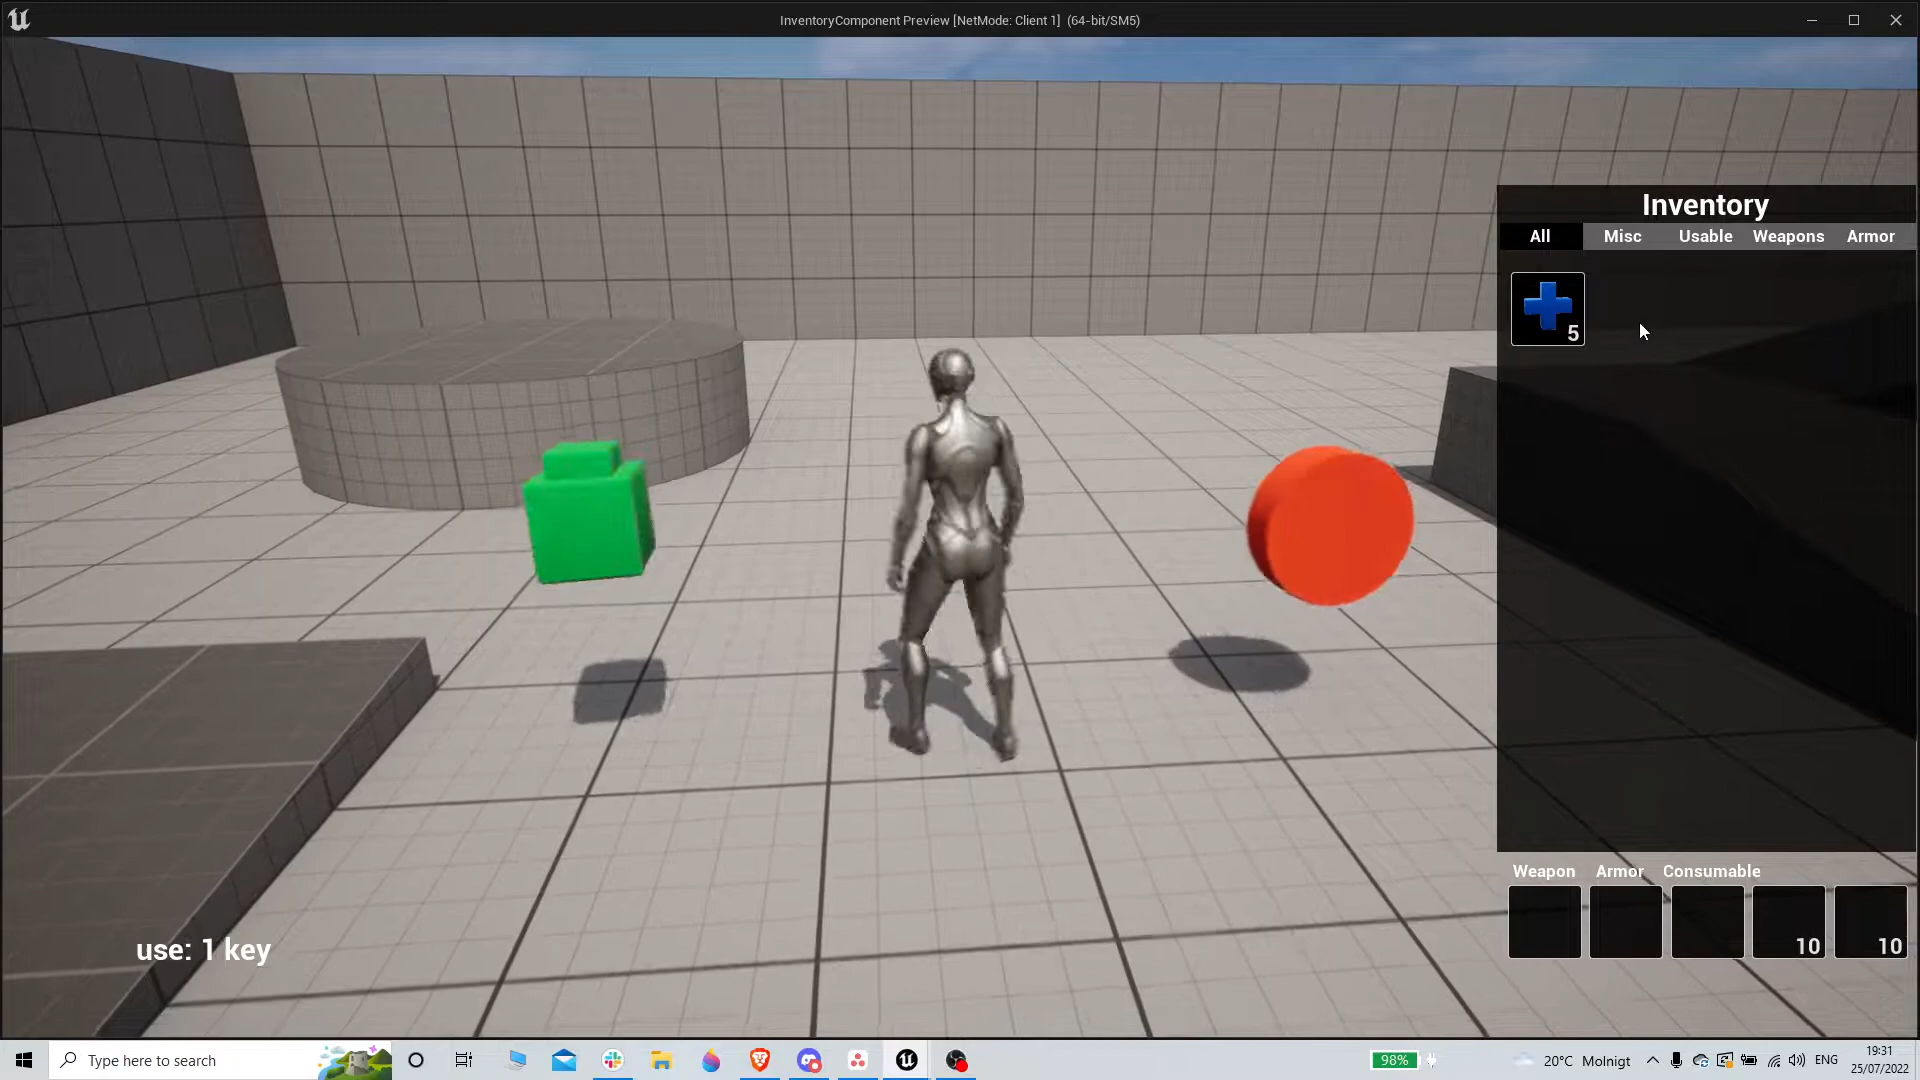 InventoryComponent Preview [NetMode: Client 1] (64-bit/SM5)
Inventory
All Misc Usable Weapons Armor
5
Weapon Armor Consumable
10 10
use: 1 key
Type here to search
98%
20°C Molnigt
ENG
19:31
25/07/2022